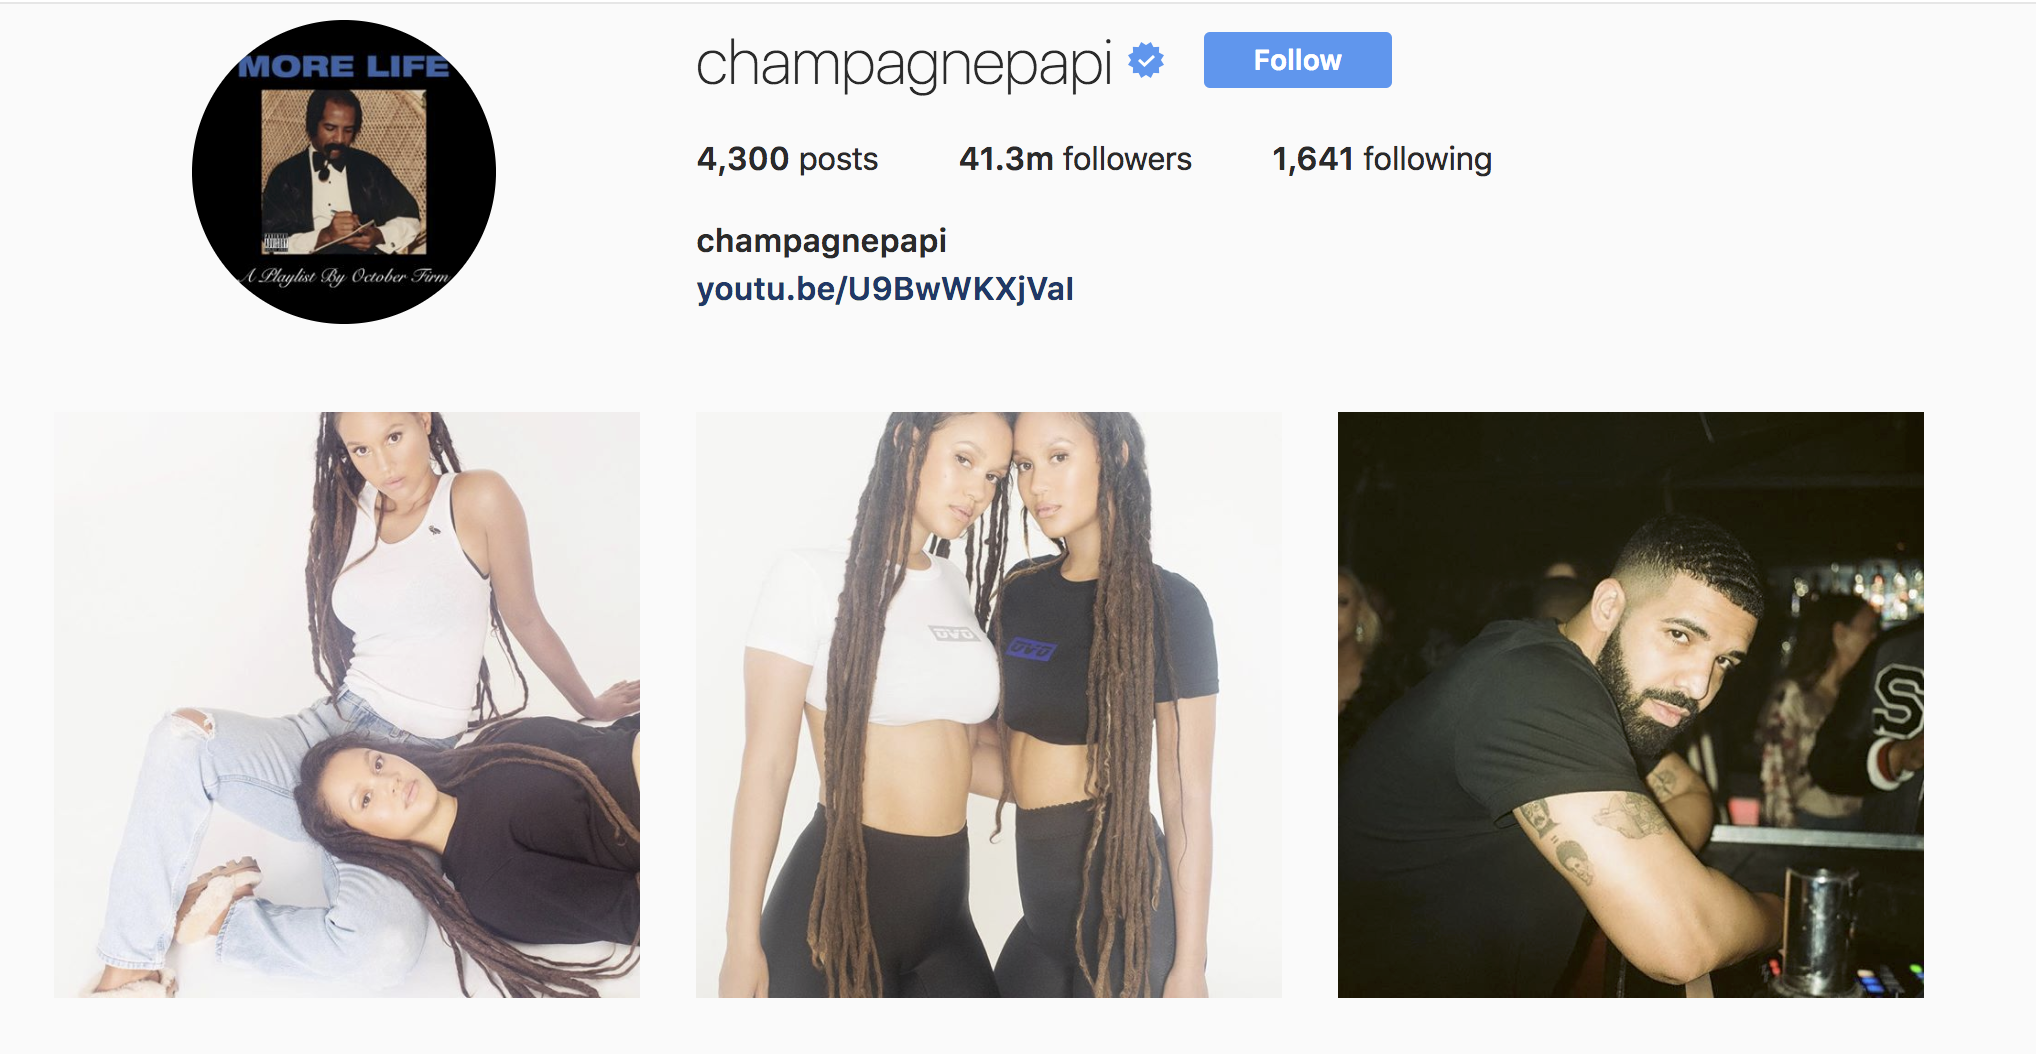 MORE LIFE
A Playlist By October Firm
champagnepapi
Follow
4,300 posts 41.3m followers 1,641 following
champagnepapi
youtu.be/U9BwWKXjVaI
OVO
OVO
S